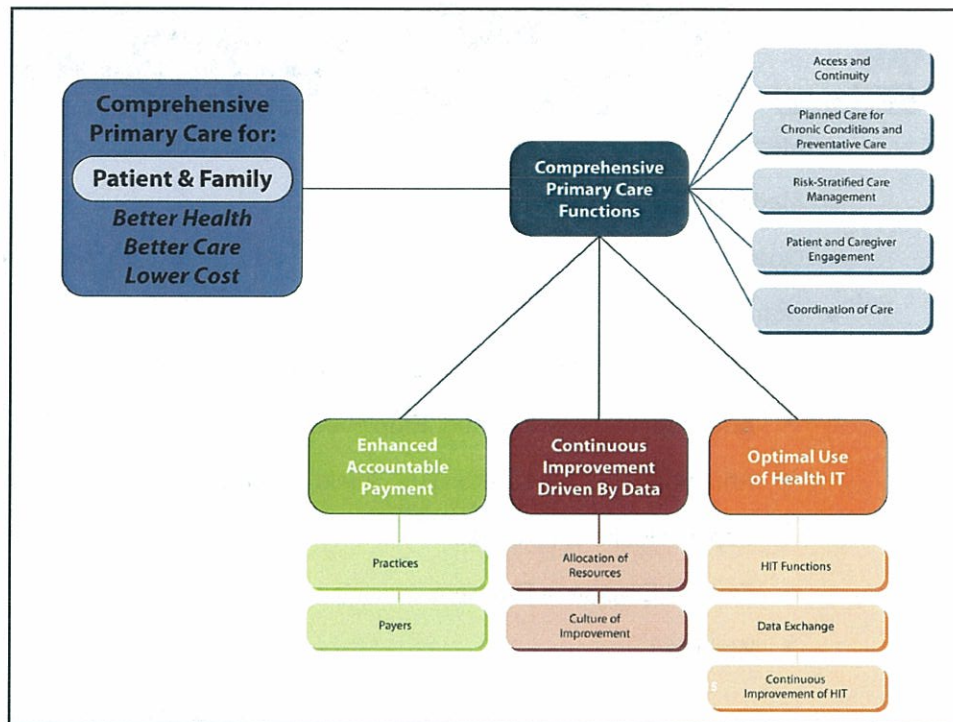 Comprehensive
Primary Care for:
Patient & Family
Better Health
Better Care
Lower Cost
Comprehensive
Primary Care
Functions
Access and
Continuity
Planned Care for
Chronic Conditions and
Preventative Care
Risk-Stratified Care
Management
Patient and Caregiver
Engagement
Coordination of Care
Enhanced
Accountable
Payment
Practices
Payers
Continuous
Improvement
Driven By Data
Allocation of
Resources
Culture of
Improvement
Optimal Use
of Health IT
HIT Functions
Data Exchange
Continuous
Improvement of HIT
5